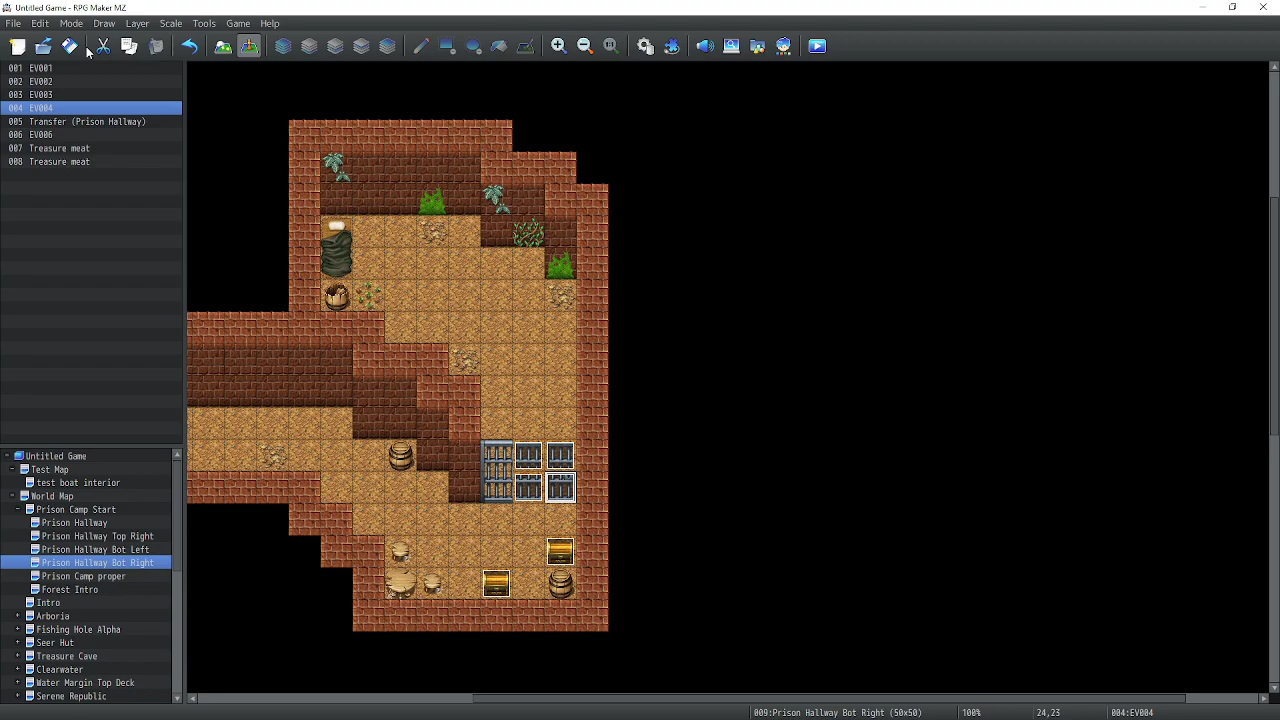 Untitled Game - RPG Maker MZ
File Edit Mode Draw Layer Scale Tools Game Help
001 EV001
002 EV002
003 EV003
004 EV004
005 Transfer (Prison Hallway)
006 EV006
007 Treasure meat
008 Treasure meat
Untitled Game
Test Map
test boat interior
World Map
Prison Camp Start
Prison Hallway
Prison Hallway Top Right
Prison Hallway Bot Left
Prison Hallway Bot Right
Prison Camp proper
Forest Intro
Intro
Arboria
Fishing Hole Alpha
Seer Hut
Treasure Cave
Clearwater
Water Margin Top Deck
Serene Republic
009:Prison Hallway Bot Right (50x50) 100% 24,23 004:EV004